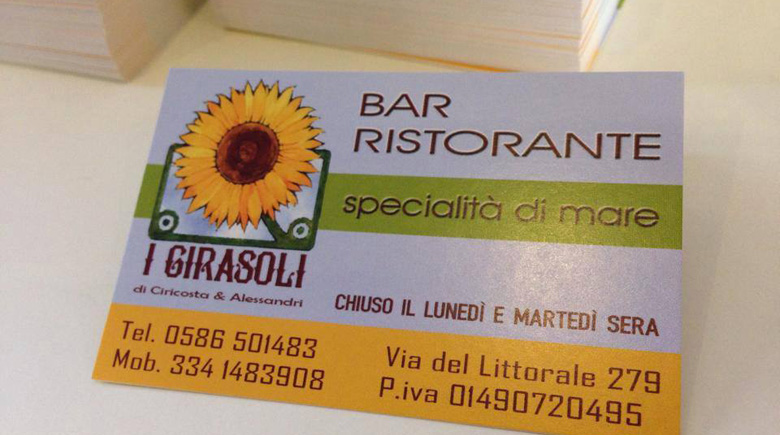 BAR
RISTORANTE
specialità di mare
I GIRASOLI
di Ciricosta & Alessandri
CHIUSO IL LUNEDÌ E MARTEDÌ SERA
Tel. 0586 501483
Mob. 334 1483908
Via del Littorale 279
P.iva 01490720495